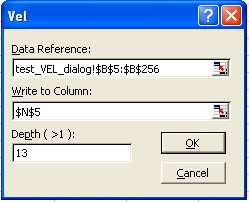 Vel
Data Reference:
test_VEL_dialog!$B$5:$B$256
Write to Column:
$N$5
Depth ( >1 ):
13
OK
Cancel